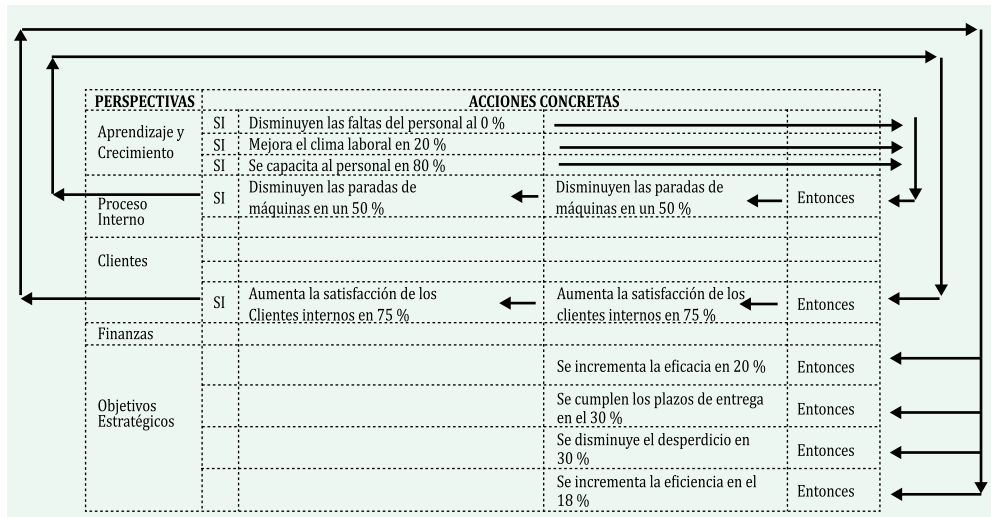 PERSPECTIVAS ACCIONES CONCRETAS
Aprendizaje y
Crecimiento
SI Disminuyen las faltas del personal al 0 %
SI Mejora el clima laboral en 20 %
SI Se capacita al personal en 80 %
Proceso
Interno
SI
Disminuyen las paradas de
máquinas en un 50 %
Disminuyen las paradas de
máquinas en un 50 %
Entonces
Clientes
SI
Aumenta la satisfacción de los
Clientes internos en 75 %
Aumenta la satisfacción de los
clientes internos en 75 %
Entonces
Finanzas
Objetivos
Estratégicos
Se incrementa la eficacia en 20 %
Entonces
Se cumplen los plazos de entrega
en el 30 %
Entonces
Se disminuye el desperdicio en
30 %
Entonces
Se incrementa la eficiencia en el
18 %
Entonces